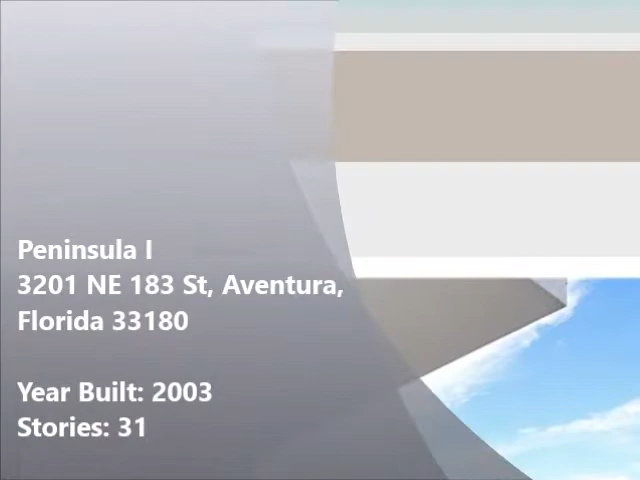 Peninsula I
3201 NE 183 St, Aventura,
Florida 33180
Year Built: 2003
Stories: 31